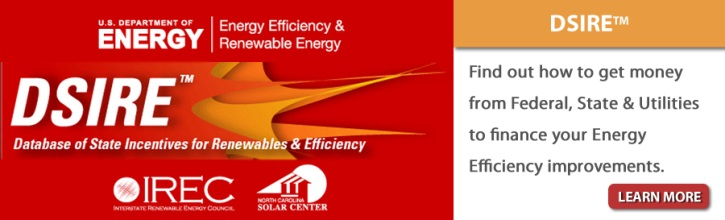 U.S. DEPARTMENT OF
ENERGY
Energy Efficiency &
Renewable Energy
DSIRE™
Database of State Incentives for Renewables & Efficiency
IREC
INTERSTATE RENEWABLE ENERGY COUNCIL
NORTH CAROLINA
SOLAR CENTER
DSIRE™
Find out how to get money
from Federal, State & Utilities
to finance your Energy
Efficiency improvements.
LEARN MORE